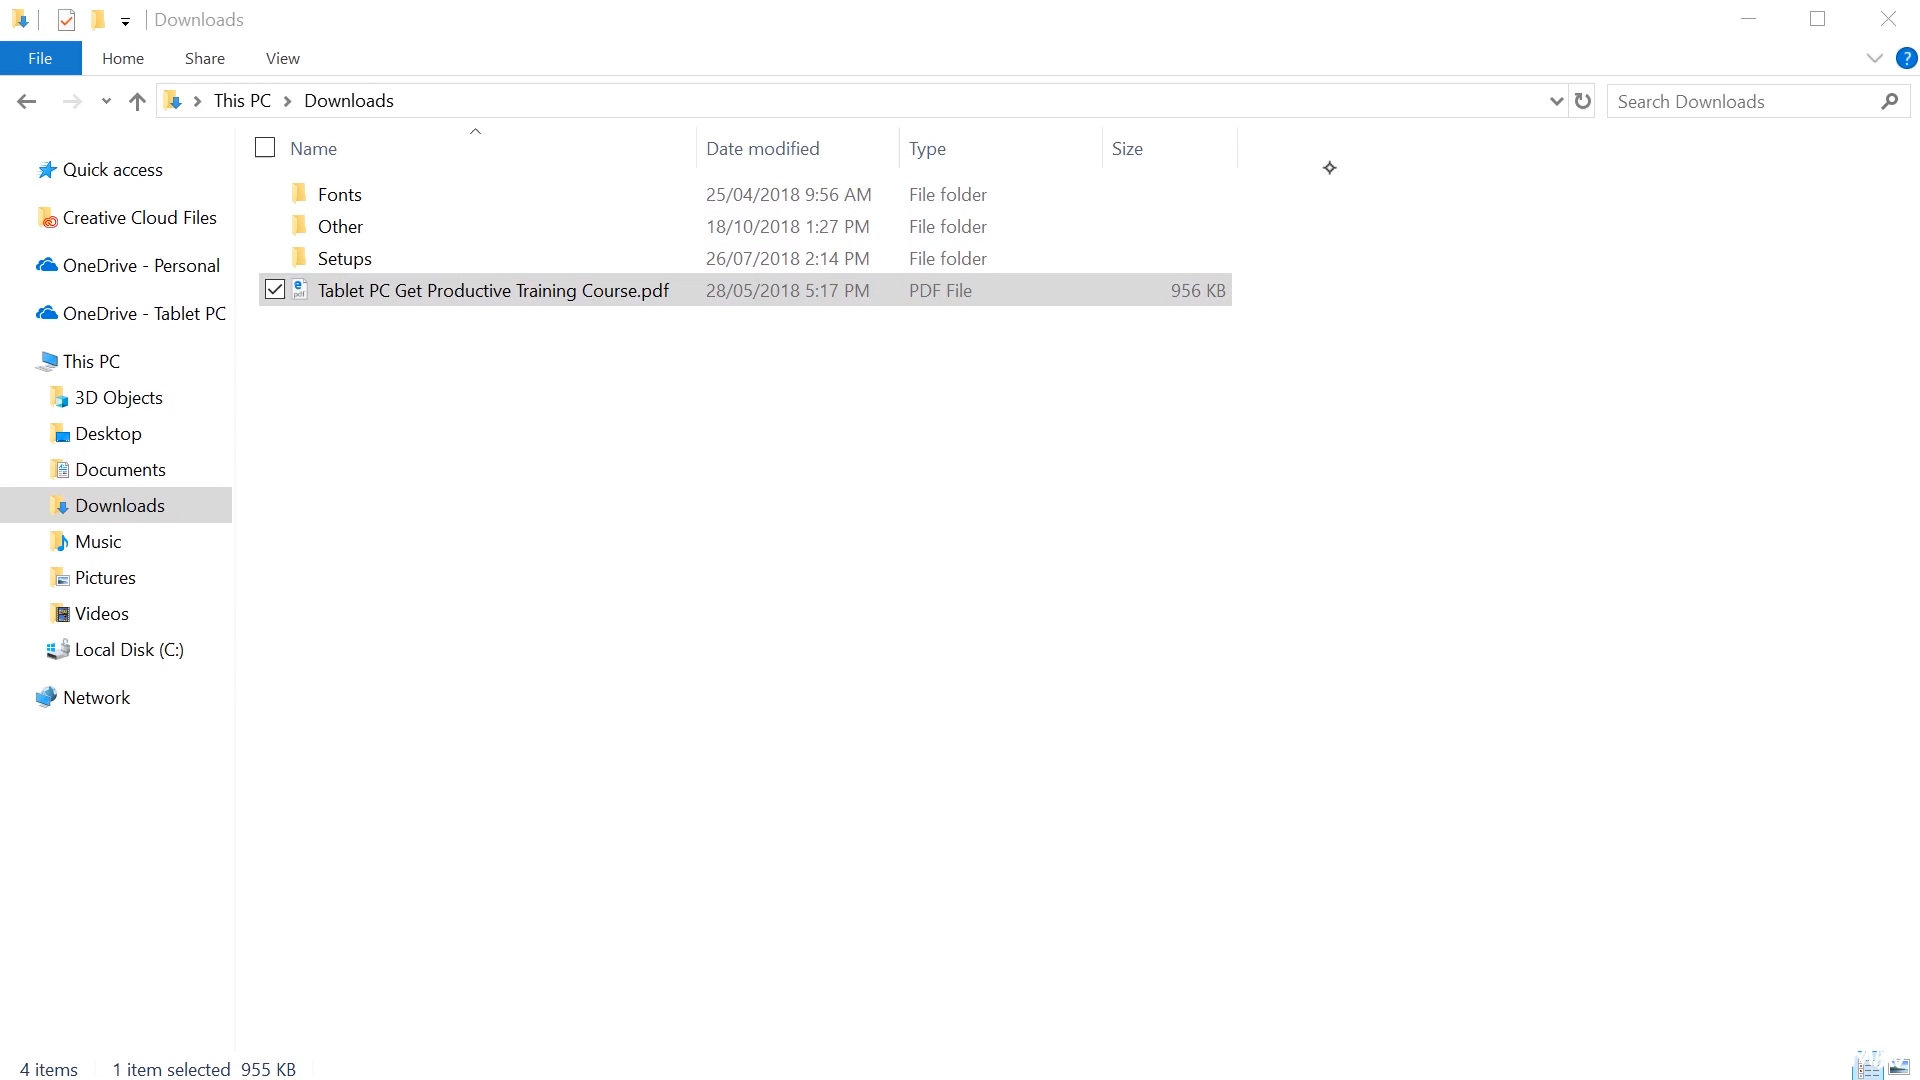 Downloads
File Home Share View
This PC Downloads
Search Downloads
Name Date modified Type Size
Quick access
Creative Cloud Files
OneDrive - Personal
OneDrive - Tablet PC
This PC
3D Objects
Desktop
Documents
Downloads
Music
Pictures
Videos
Local Disk (C:)
Network
Fonts 25/04/2018 9:56 AM File folder
Other 18/10/2018 1:27 PM File folder
Setups 26/07/2018 2:14 PM File folder
Tablet PC Get Productive Training Course.pdf 28/05/2018 5:17 PM PDF File 956 KB
4 items 1 item selected 955 KB